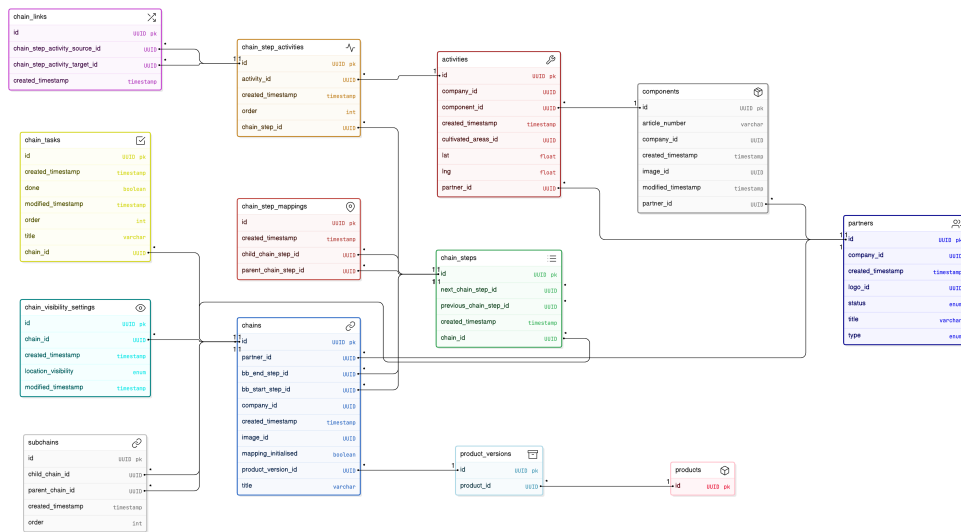 chain_links
id UUID pk
chain_step_activity_source_id UUID
chain_step_activity_target_id UUID
created_timestamp timestamp
chain_step_activities
id UUID pk
activity_id UUID
created_timestamp timestamp
order int
chain_step_id UUID
activities
id UUID pk
company_id UUID
component_id UUID
created_timestamp timestamp
cultivated_areas_id UUID
lat float
lng float
partner_id UUID
components
id UUID pk
article_number varchar
company_id UUID
created_timestamp timestamp
image_id UUID
modified_timestamp timestamp
partner_id UUID
chain_tasks
id UUID pk
created_timestamp timestamp
done boolean
modified_timestamp timestamp
order int
title varchar
chain_id UUID
chain_step_mappings
id UUID pk
created_timestamp timestamp
child_chain_step_id UUID
parent_chain_step_id UUID
chain_steps
id UUID pk
next_chain_step_id UUID
previous_chain_step_id UUID
created_timestamp timestamp
chain_id UUID
partners
id UUID pk
company_id UUID
created_timestamp timestamp
logo_id UUID
status enum
title varchar
type enum
chain_visibility_settings
id UUID pk
chain_id UUID
created_timestamp timestamp
location_visibility enum
modified_timestamp timestamp
chains
id UUID pk
partner_id UUID
bb_end_step_id UUID
bb_start_step_id UUID
company_id UUID
created_timestamp timestamp
image_id UUID
mapping_initialised boolean
product_version_id UUID
title varchar
subchains
id UUID pk
child_chain_id UUID
parent_chain_id UUID
created_timestamp timestamp
order int
product_versions
id UUID pk
product_id UUID
products
id UUID pk